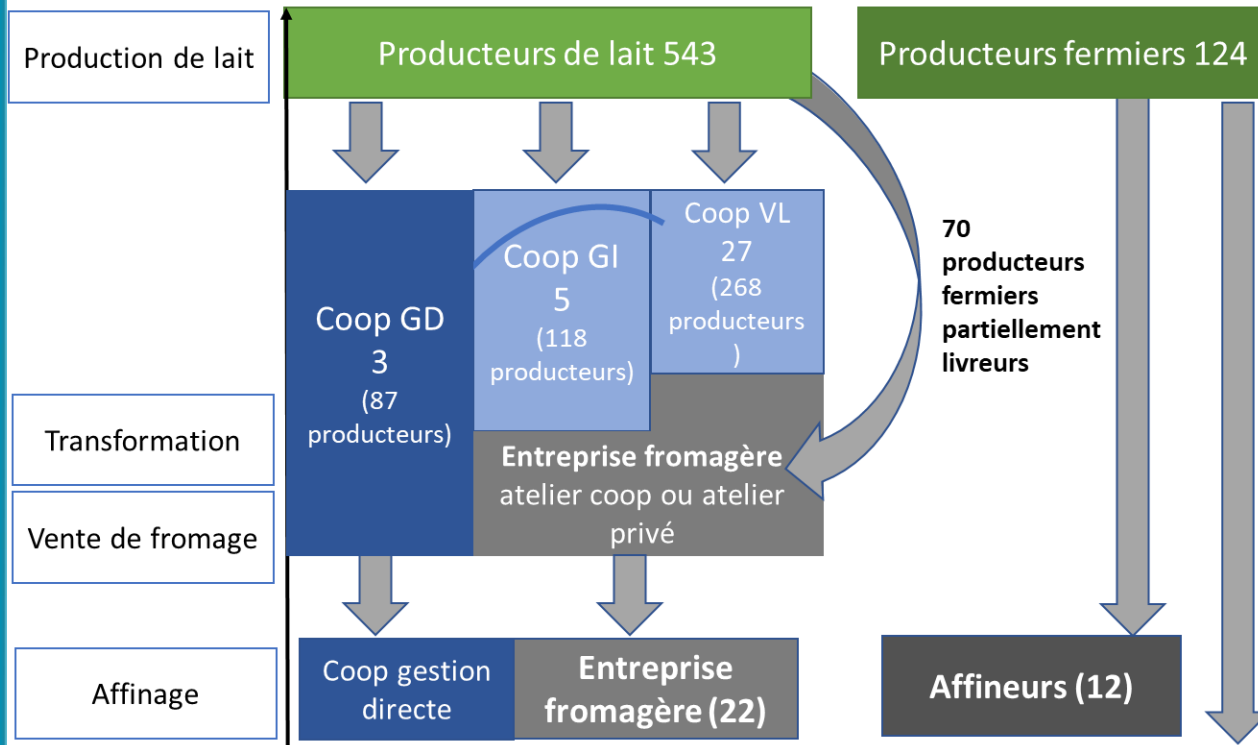 Production de lait
Producteurs de lait 543
Producteurs fermiers 124
Coop GD
3
(87
producteurs)
Coop GI
5
(118
producteurs)
Coop VL
27
(268
producteurs
)
70
producteurs
fermiers
partiellement
livreurs
Transformation
Vente de fromage
Entreprise fromagère
atelier coop ou atelier
privé
Affinage
Coop gestion
directe
Entreprise
fromagère (22)
Affineurs (12)